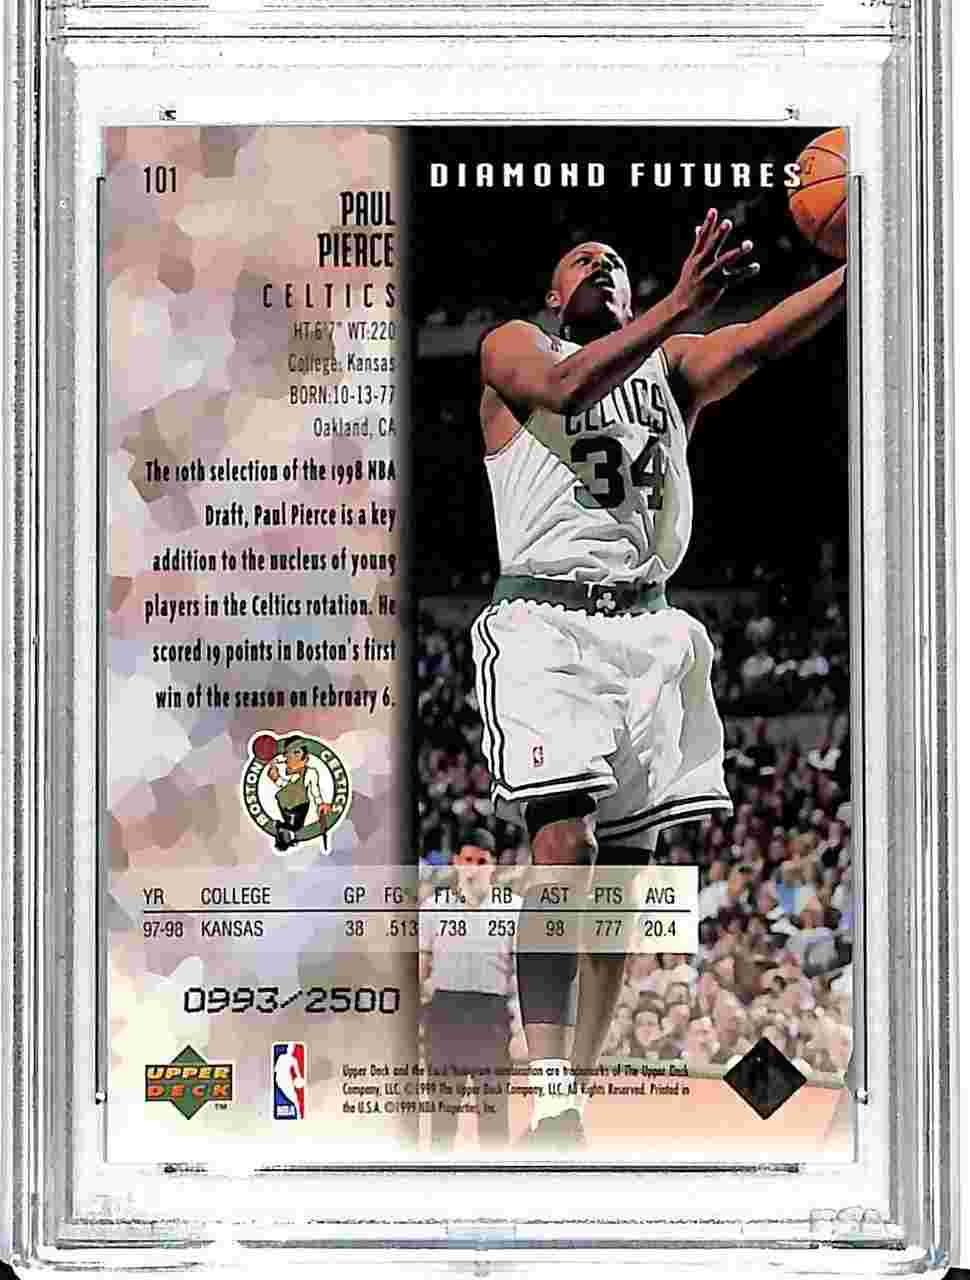 101
DIAMOND FUTURES
PAUL
PIERCE
CELTICS
HT:6'7" WT:220
College: Kansas
BORN:10-13-77
Oakland, CA
The 10th selection of the 1998 NBA
Draft, Paul Pierce is a key
addition to the nucleus of young
players in the Celtics rotation. He
scored 19 points in Boston's first
win of the season on February 6.
CELTICS
34
BOSTON CELTICS
YR COLLEGE GP FG% FT% RB AST PTS AVG
97-98 KANSAS 38 .513 .738 253 98 777 20.4
0993/2500
UPPER
DECK
TM
NBA
Upper Deck and the card/hologram combination are trademarks of The Upper Deck
Company, LLC. ©1999 The Upper Deck Company, LLC. All Rights Reserved. Printed in
the U.S.A. ©1999 NBA Properties, Inc.
PSA